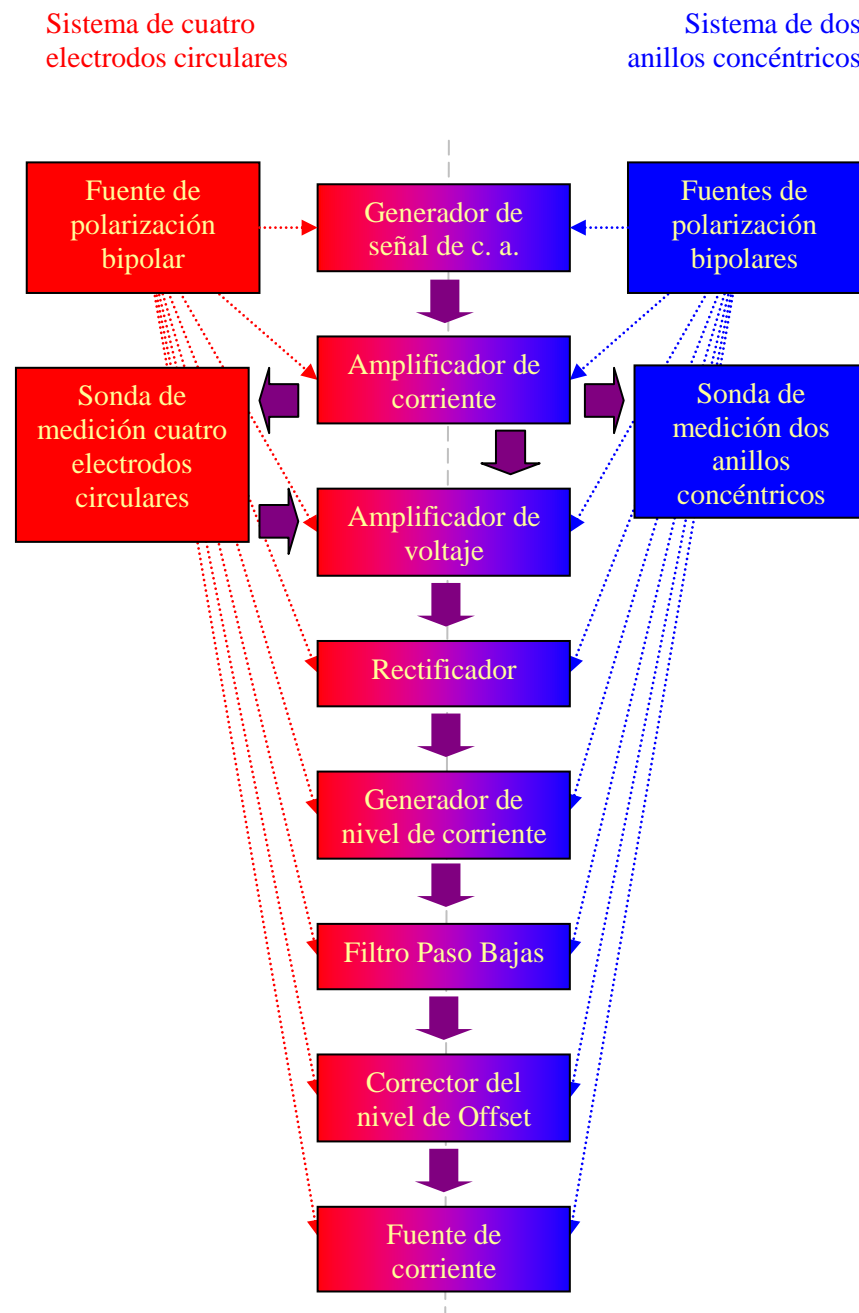 Sistema de cuatro
electrodos circulares
Sistema de dos
anillos concéntricos
Fuente de
polarización
bipolar
Generador de
señal de c. a.
Fuentes de
polarización
bipolares
Amplificador de
corriente
Sonda de
medición cuatro
electrodos
circulares
Sonda de
medición dos
anillos
concéntricos
Amplificador de
voltaje
Rectificador
Generador de
nivel de corriente
Filtro Paso Bajas
Corrector del
nivel de Offset
Fuente de
corriente